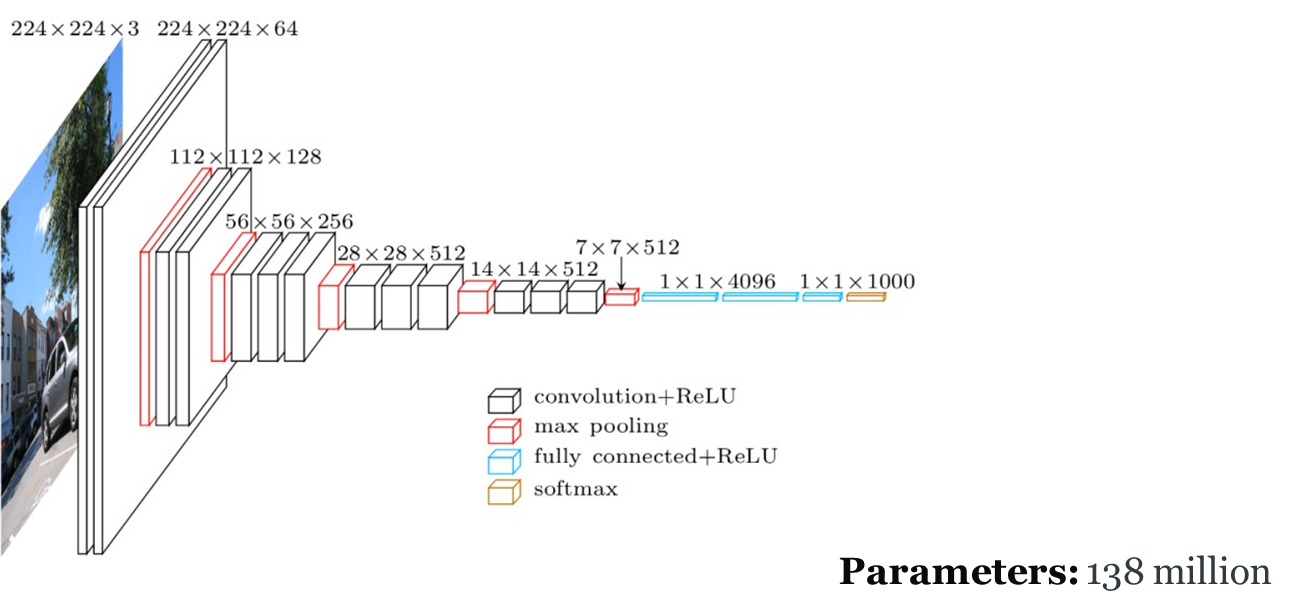 224×224×3
224×224×64
112×112×128
56×56×256
28×28×512
14×14×512
7×7×512
1×1×4096
1×1×1000
convolution+ReLU
max pooling
fully connected+ReLU
softmax
Parameters: 138 million